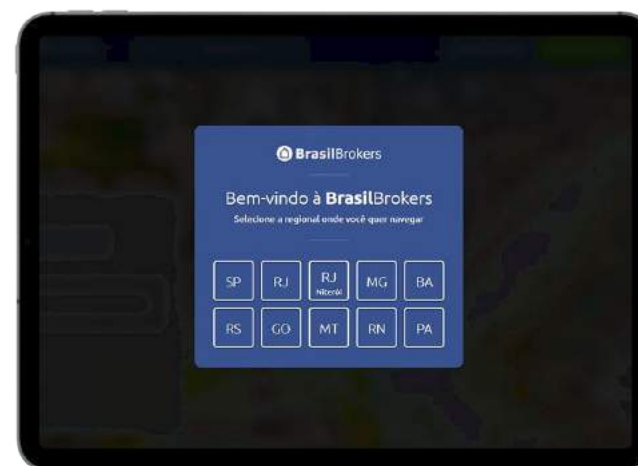 BrasilBrokers
Bem-vindo à BrasilBrokers
Selecione a regional onde você quer navegar
SP RJ RJ MG BA
Niterói
RS GO MT RN PA